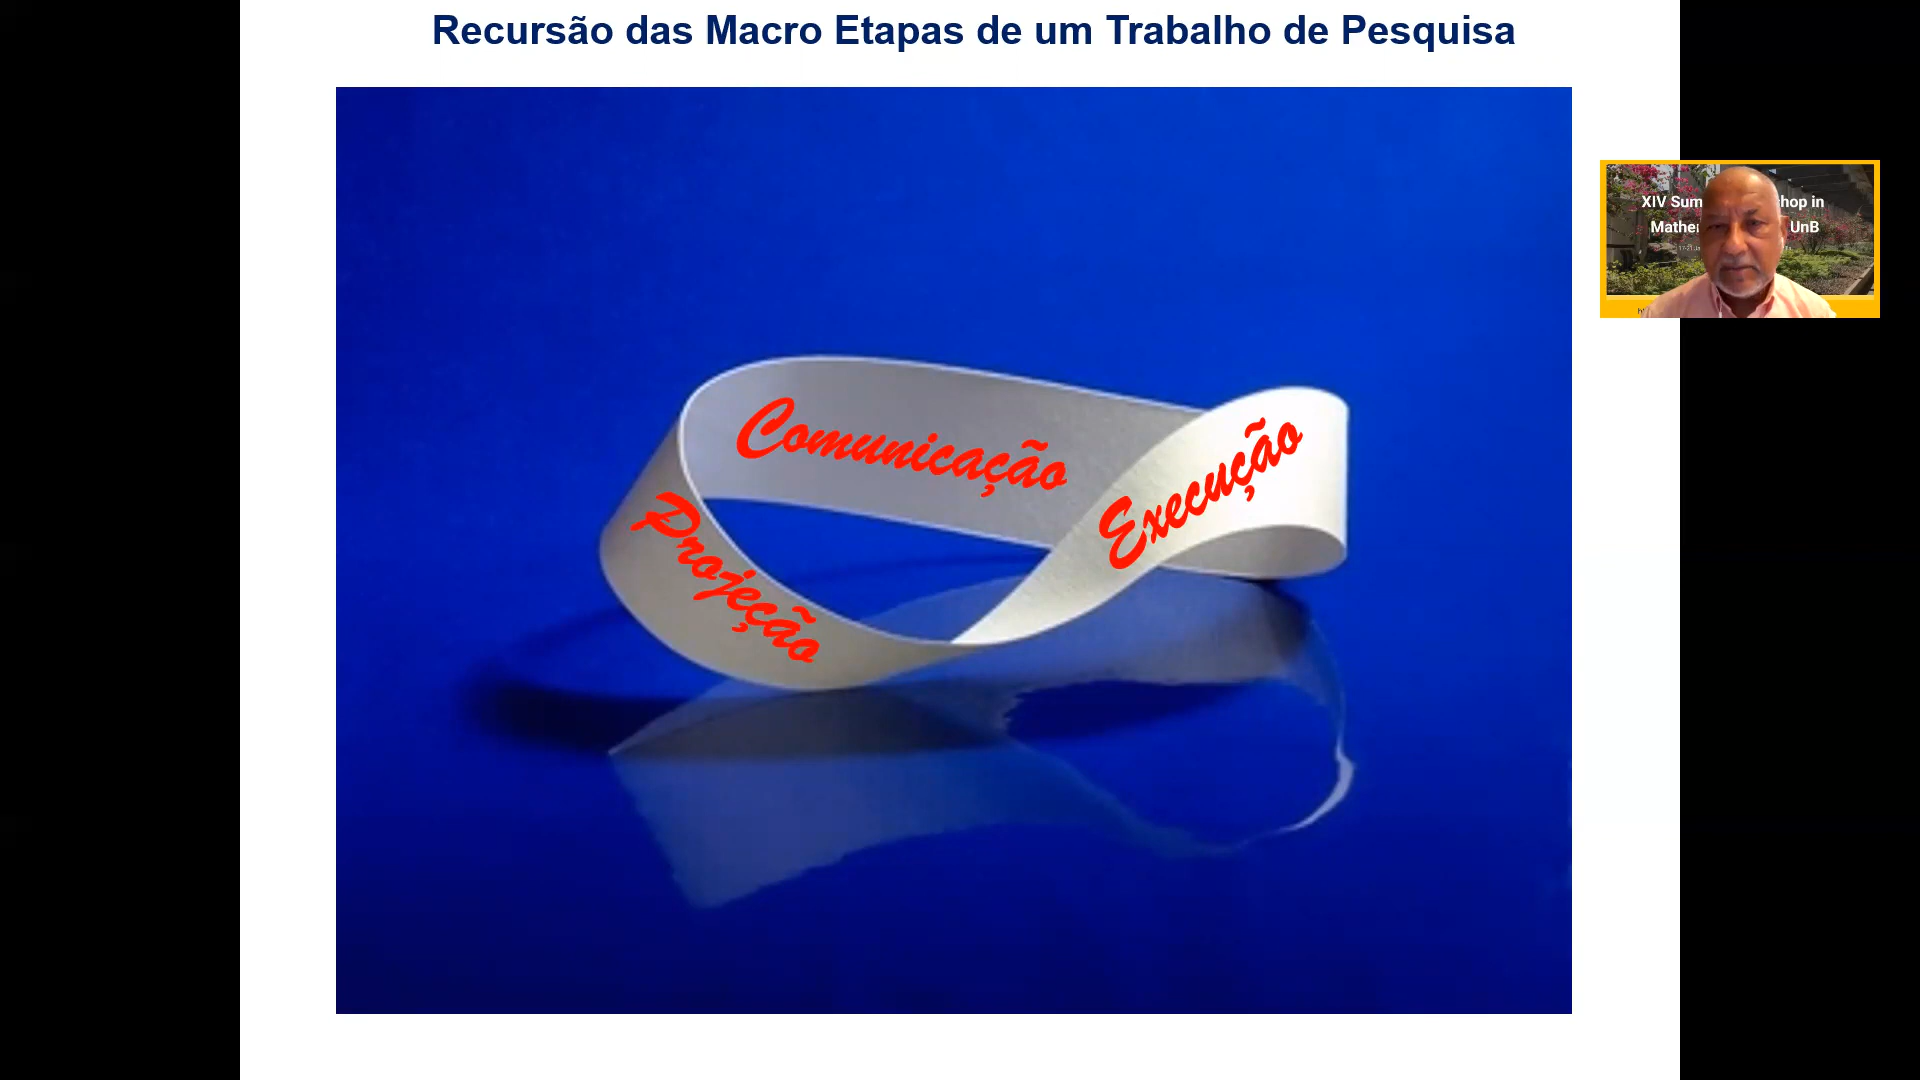 Recursão das Macro Etapas de um Trabalho de Pesquisa
XIV Sum hop in
Mather UnB
Comunicação
Execução
Projeção